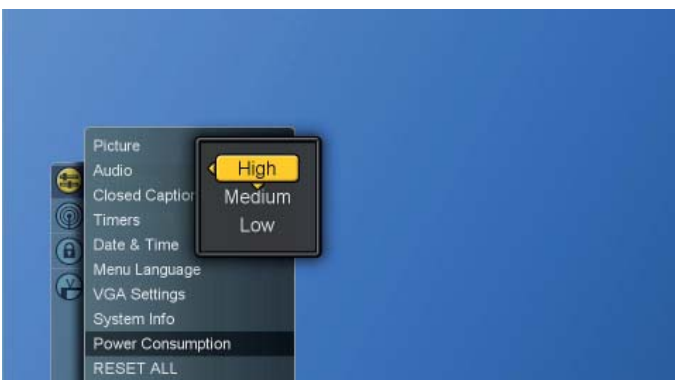 Picture
Audio
Closed Caption
Timers
Date & Time
Menu Language
VGA Settings
System Info
Power Consumption
RESET ALL
High
Medium
Low